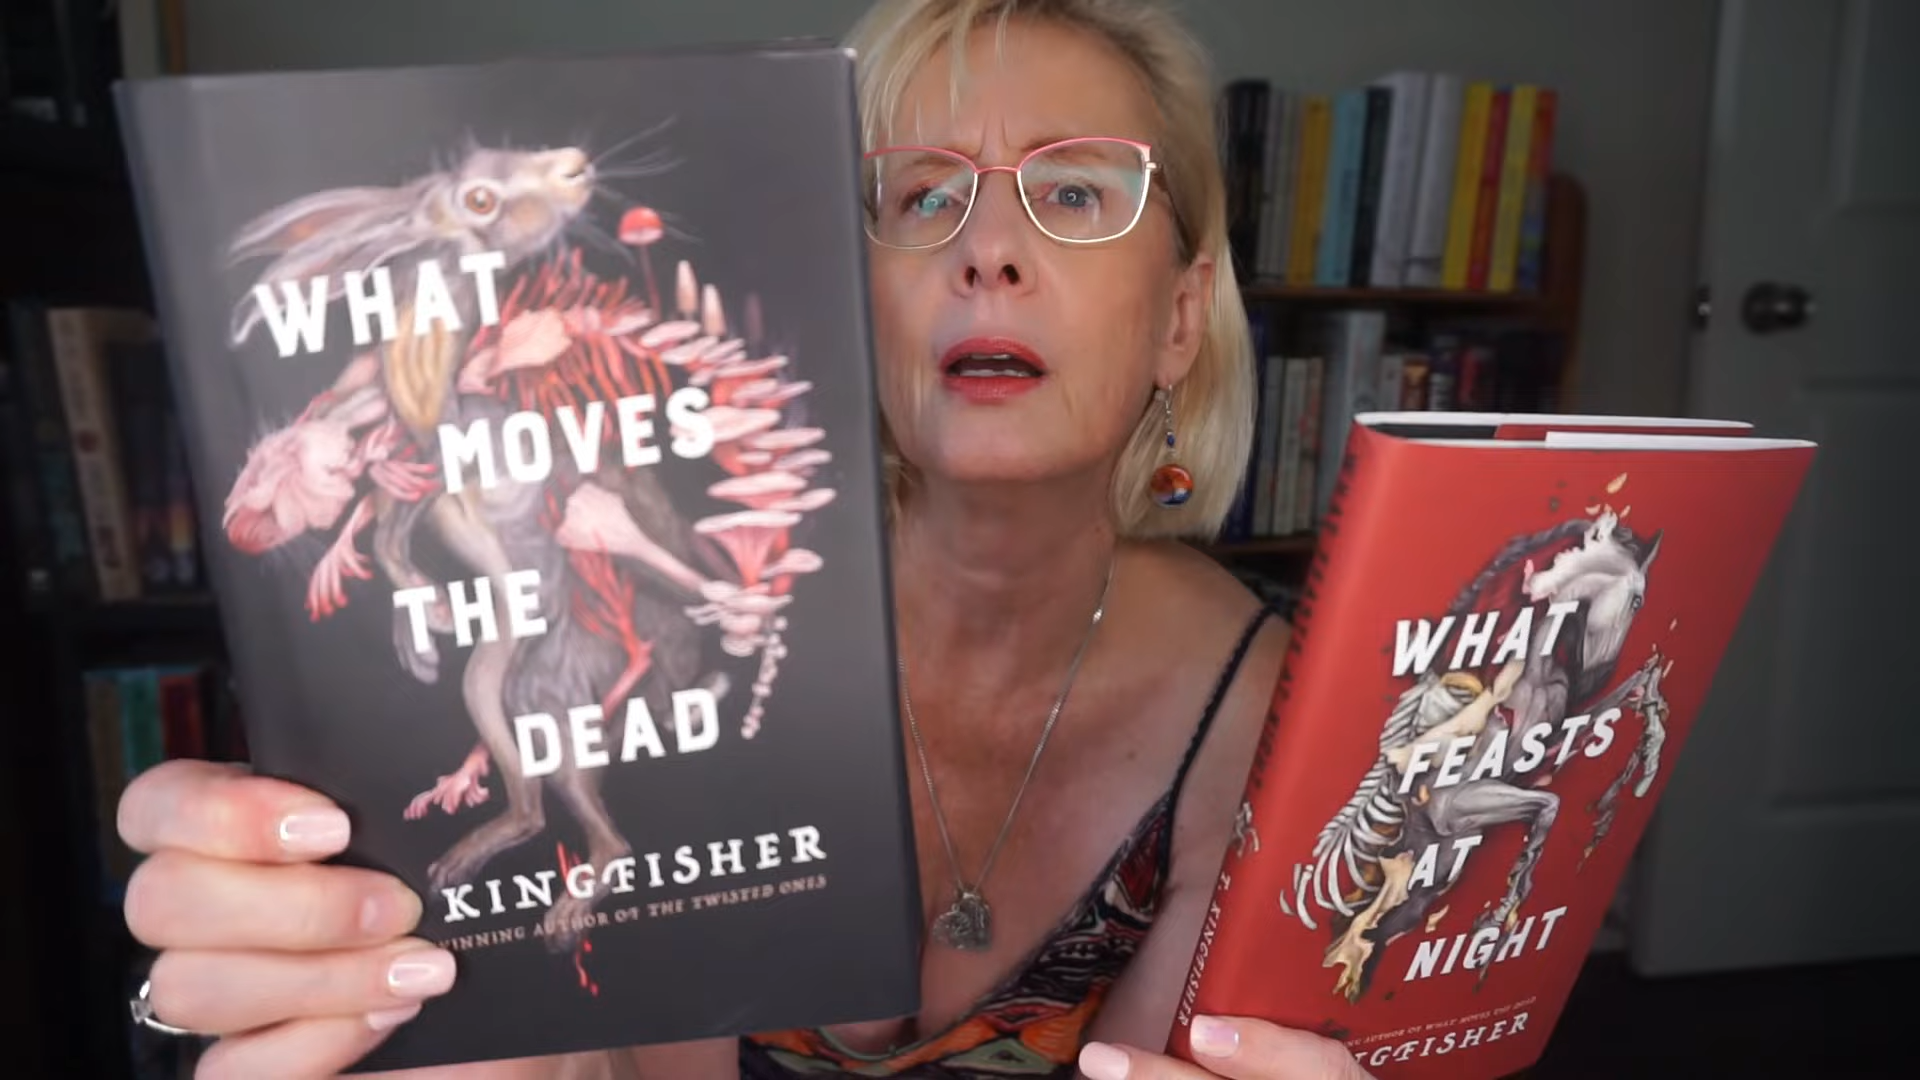 WHAT
MOVES
THE
DEAD
KINGFISHER
WINNING AUTHOR OF THE TWISTED ONES
WHAT
FEASTS
AT
NIGHT
AUTHOR OF WHAT MOVES THE DEAD
NGFISHER
T. KINGFISHER